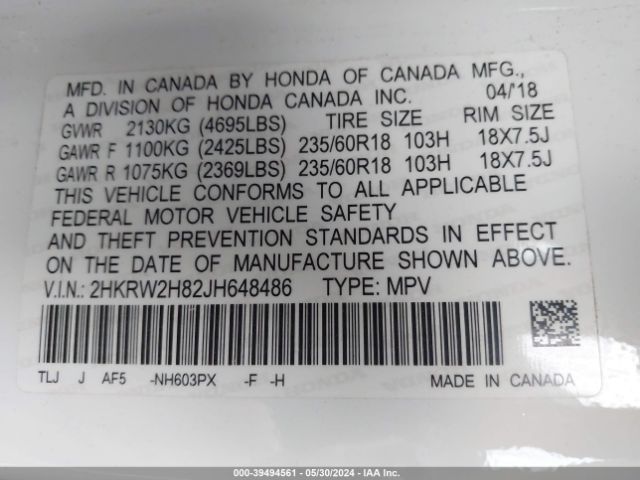 MFD. IN CANADA BY HONDA OF CANADA MFG.,
A DIVISION OF HONDA CANADA INC. 04/'18
GVWR 2130KG (4695LBS) TIRE SIZE RIM SIZE
GAWR F 1100KG (2425LBS) 235/60R18 103H 18X7.5J
GAWR R 1075KG (2369LBS) 235/60R18 103H 18X7.5J
THIS VEHICLE CONFORMS TO ALL APPLICABLE
FEDERAL MOTOR VEHICLE SAFETY
AND THEFT PREVENTION STANDARDS IN EFFECT
ON THE DATE OF MANUFACTURE SHOWN ABOVE.
V.I.N.: 2HKRW2H82JH648486 TYPE: MPV
TLJ J AF5 -NH603PX -F -H MADE IN CANADA
000-39494561 - 05/30/2024 - IAA Inc.